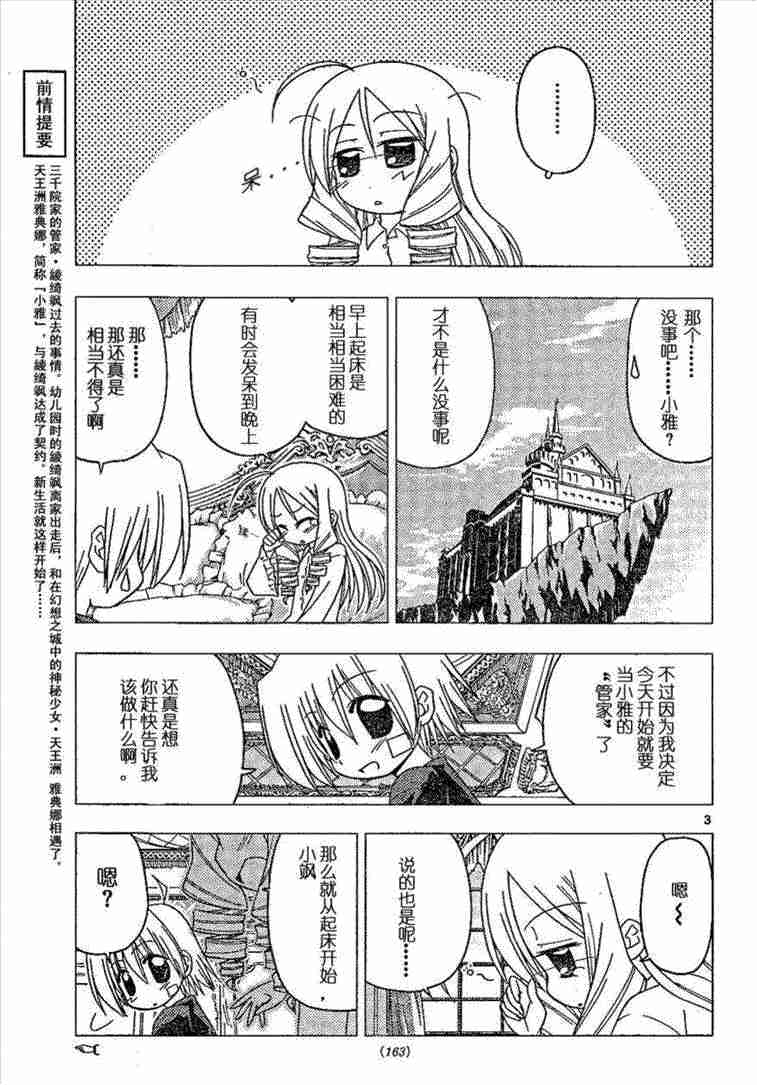 ………
呆····
前情提要
三千院家的管家·綾绮飒过去的事情。幼儿园时的綾绮飒离家出走后，和在幻想之城中的神秘少女·天王洲 雅典娜相遇了。
天王洲雅典娜，简称「小雅」，与綾绮飒达成了契约。新生活就这样开始了……
那个……
没事吧……小雅？
才不是什么没事呢
早上起床是
相当相当困难的
有时会发呆到晚上
那……
那还真是
相当不得了啊
揉
不过因为我决定
今天开始就要
当小雅的
“管家”了
还真是想
你赶快告诉我
该做什么啊。
3
嗯～
说的也是呢…
那么就从起床开始，
小飒
嗯？
(163)